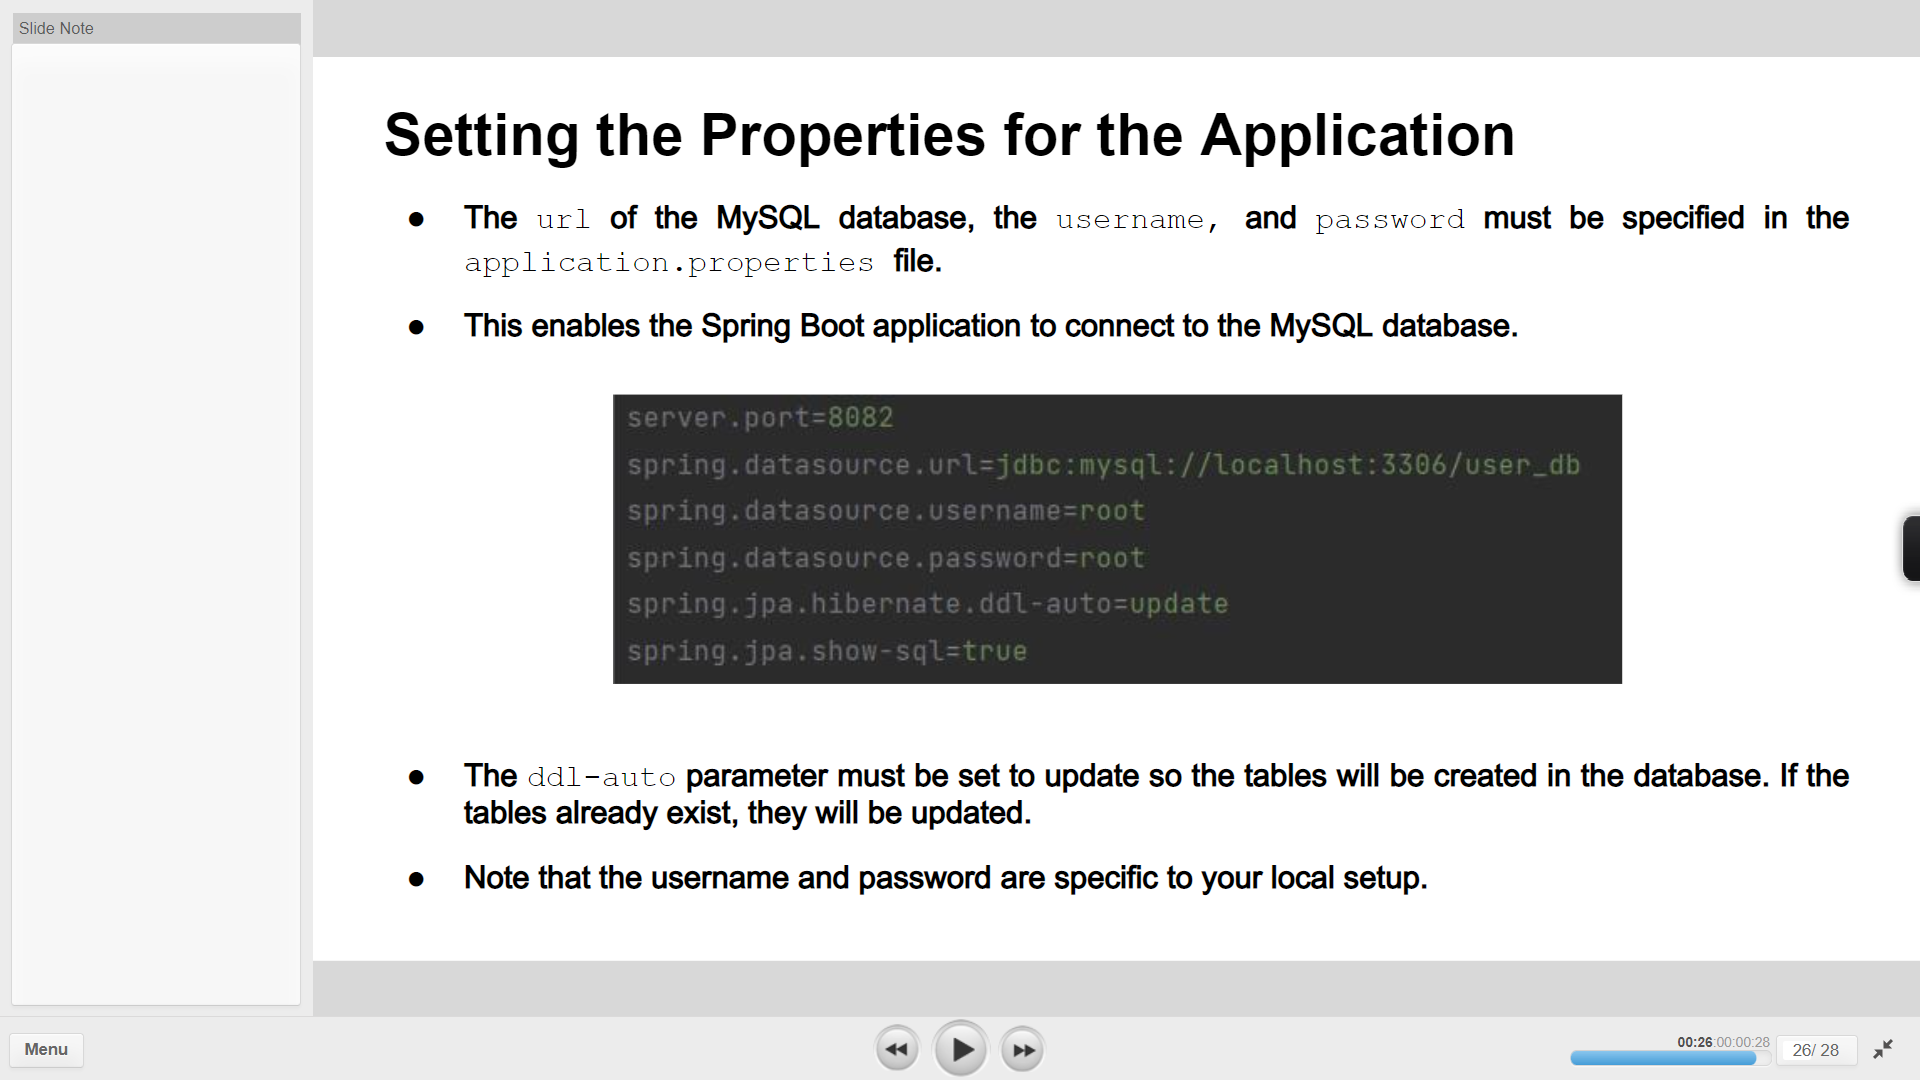 Slide Note
Setting the Properties for the Application
● The url of the MySQL database, the username, and password must be specified in the
application.properties file.
● This enables the Spring Boot application to connect to the MySQL database.
server.port=8082
spring.datasource.url=jdbc:mysql://localhost:3306/user_db
spring.datasource.username=root
spring.datasource.password=root
spring.jpa.hibernate.ddl-auto=update
spring.jpa.show-sql=true
● The ddl-auto parameter must be set to update so the tables will be created in the database. If the
tables already exist, they will be updated.
● Note that the username and password are specific to your local setup.
Menu
00:26:00:00:28
26/ 28